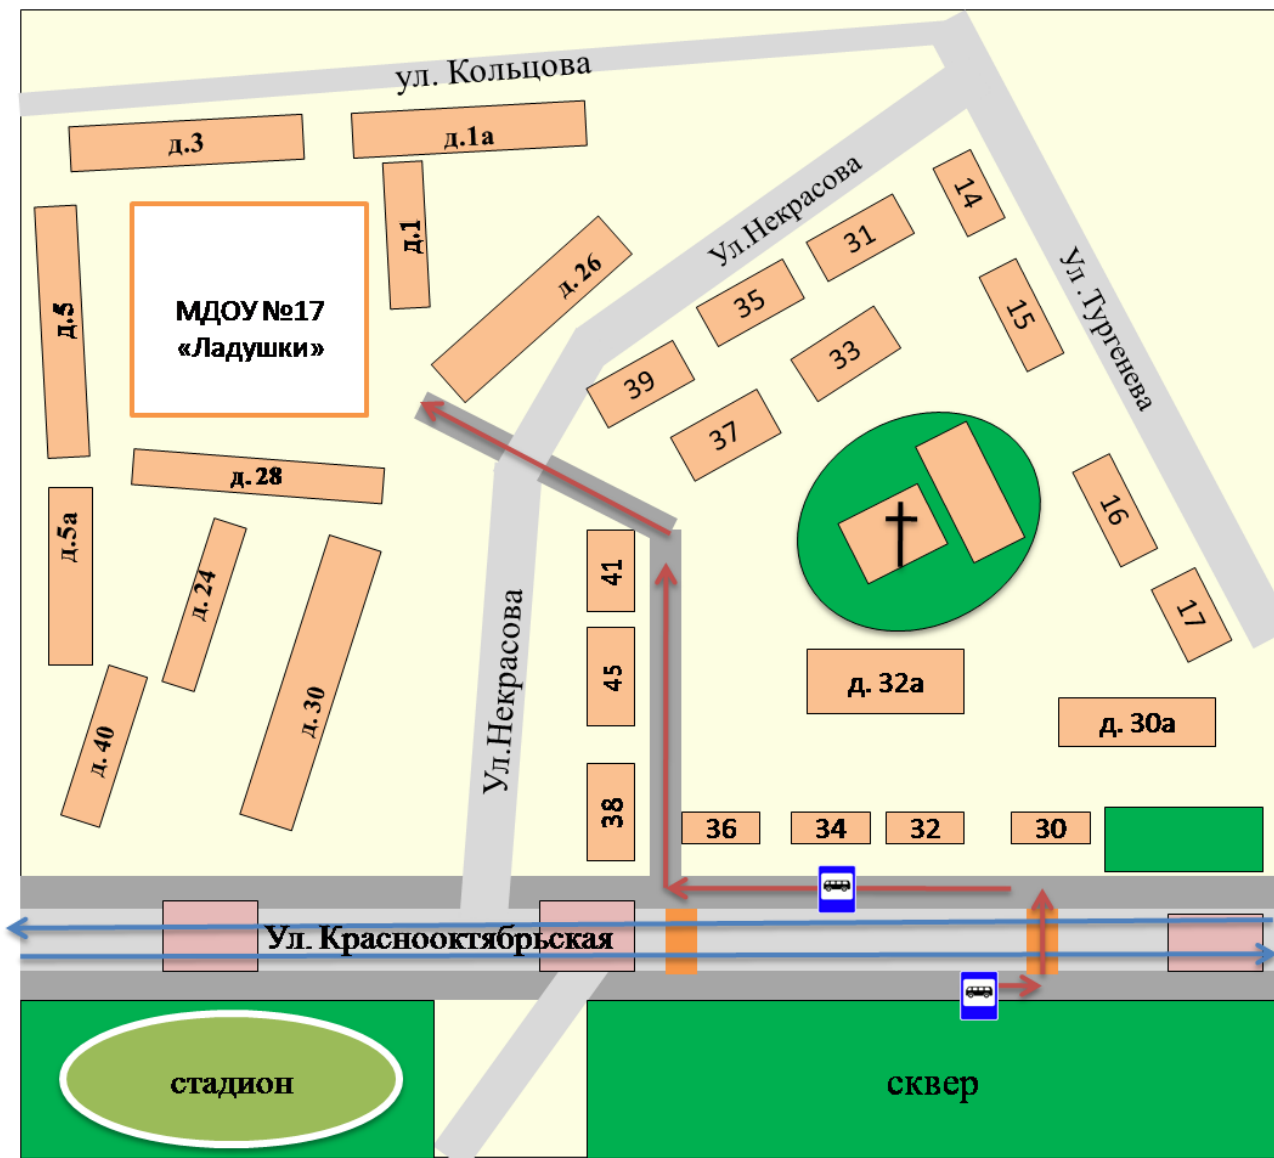 ул. Кольцова
д.3
д.1а
д.1
д. 26
Ул.Некрасова
31
14
35
15
33
39
37
Ул .Тургенева
д.5
МДОУ №17
«Ладушки»
д. 28
д.5а
д. 24
д. 30
д. 40
Ул.Некрасова
41
45
38
16
17
д. 32а
д. 30а
36
34
32
30
Ул. Краснооктябрьская
стадион
сквер